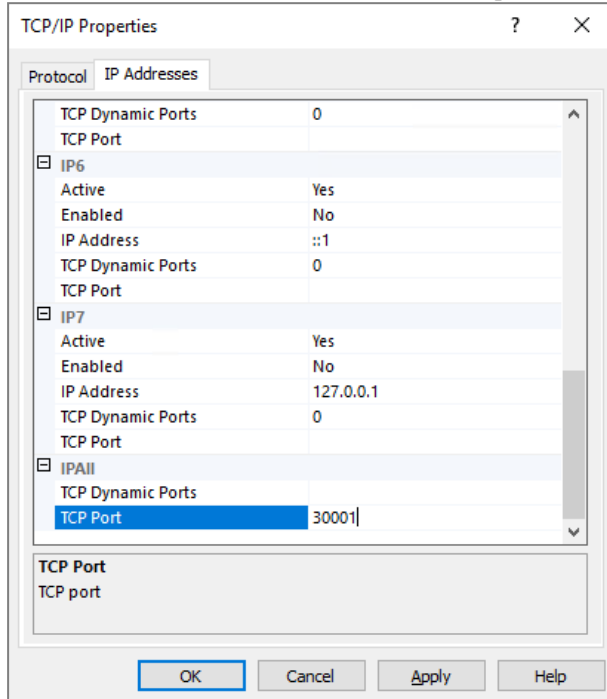 TCP/IP Properties ?
Protocol IP Addresses
TCP Dynamic Ports 0
TCP Port
IP6
Active Yes
Enabled No
IP Address ::1
TCP Dynamic Ports 0
TCP Port
IP7
Active Yes
Enabled No
IP Address 127.0.0.1
TCP Dynamic Ports 0
TCP Port
IPAll
TCP Dynamic Ports
TCP Port 30001
TCP Port
TCP port
OK Cancel Apply Help